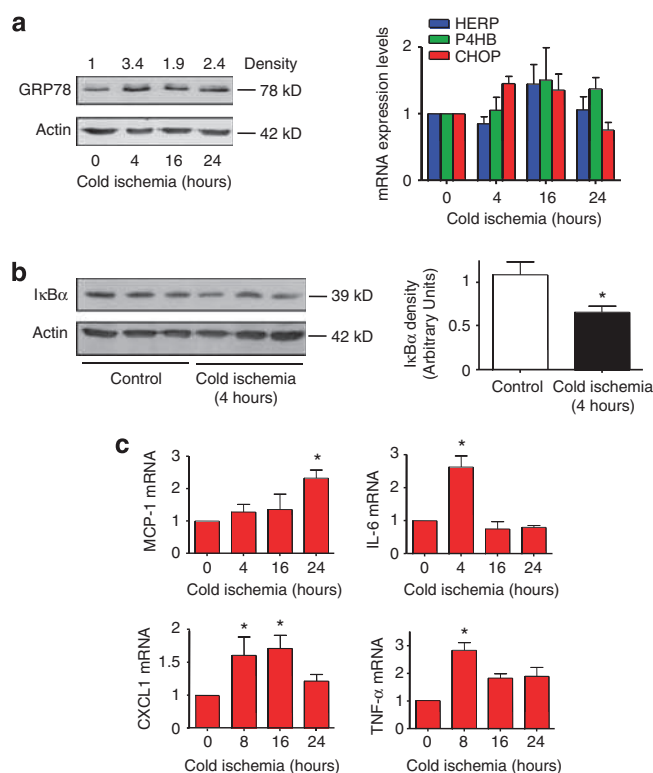 a
1 3.4 1.9 2.4 Density
GRP78 78 kD
Actin 42 kD
0 4 16 24
Cold ischemia (hours)
HERP
P4HB
CHOP
mRNA expression levels
2
1
0
0 4 16 24
Cold ischemia (hours)
b
IκBα 39 kD
Actin 42 kD
Control Cold ischemia
(4 hours)
IκBα density
(Arbitrary Units)
1
0.5
0
*
Control Cold ischemia
(4 hours)
c
MCP-1 mRNA
3
2
1
0
*
0 4 16 24
Cold ischemia (hours)
IL-6 mRNA
3
2
1
0
*
0 4 16 24
Cold ischemia (hours)
CXCL1 mRNA
2
1.5
1
0
* *
0 8 16 24
Cold ischemia (hours)
TNF-α mRNA
3
2
1
0
*
0 8 16 24
Cold ischemia (hours)